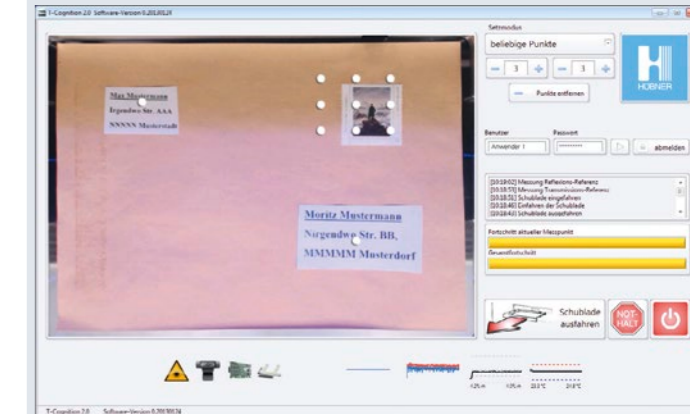 T-Cognition 2.0 Software-Version 0.20130124
Setzmodus
beliebige Punkte
3
3
Punkte entfernen
HÜBNER
Benutzer
Passwort
Anwender 1
abmelden
Max Mustermann
Irgendwo Str. AAA
NNNNN Musterstadt
Moritz Mustermann
Nirgendwo Str. BB,
MMMMM Musterdorf
[10:19:02] Messung Reflexions-Referenz
[10:18:53] Messung Transmissions-Referenz
[10:18:51] Schublade eingefahren
[10:18:46] Einfahren der Schublade
[10:18:43] Schublade ausgefahren
Fortschritt aktueller Messpunkt
Gesamtfortschritt
Schublade
ausfahren
NOT-
HALT
T-Cognition 2.0 Software-Version 0.20130124